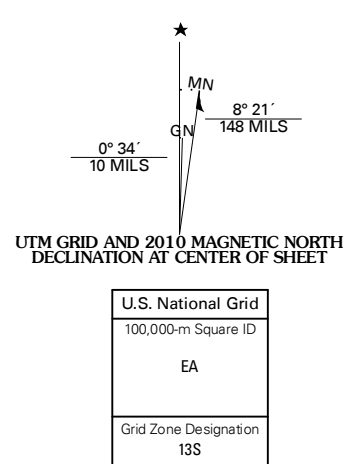 MN
8° 21´
148 MILS
GN
0° 34´
10 MILS
UTM GRID AND 2010 MAGNETIC NORTH
DECLINATION AT CENTER OF SHEET
U.S. National Grid
100,000-m Square ID
EA
Grid Zone Designation
13S